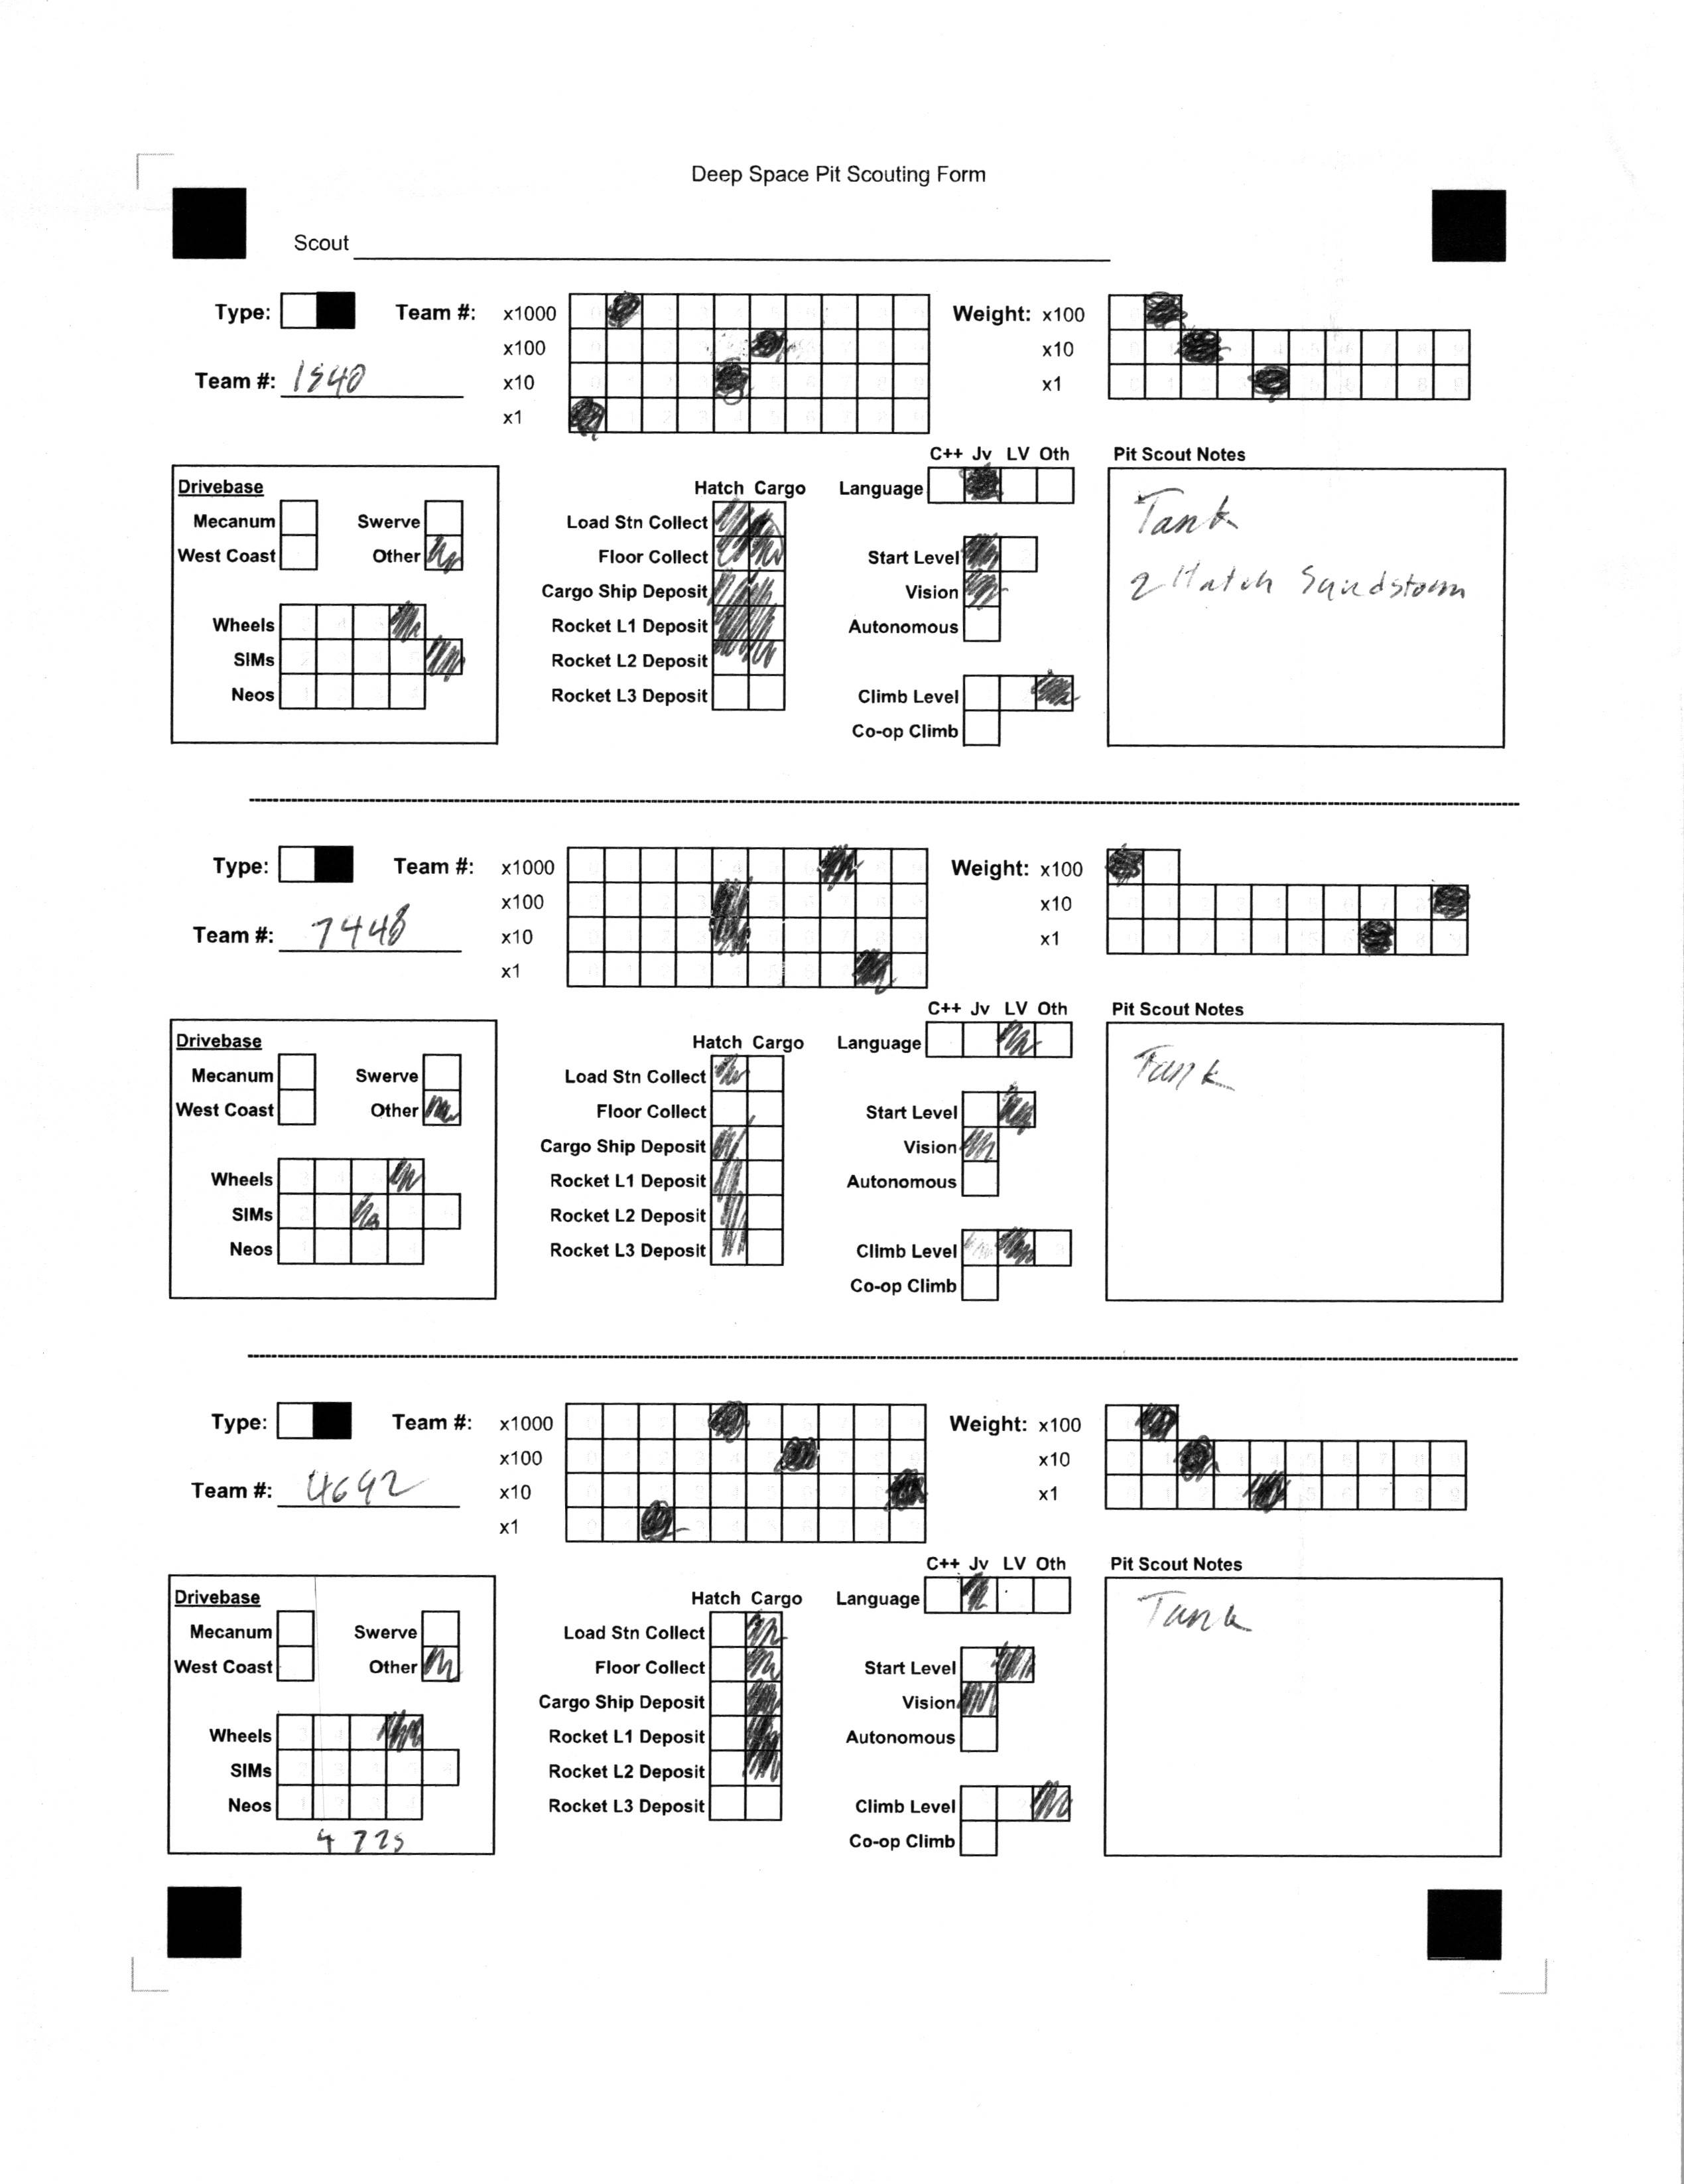 Deep Space Pit Scouting Form
Scout
Type: Team #: x1000 Weight: x100
x100 x10
Team #: 1540 x10 x1
x1
C++ Jv LV Oth Pit Scout Notes
Drivebase Hatch Cargo Language
Mecanum Swerve Load Stn Collect Tank
West Coast Other Floor Collect Start Level
Cargo Ship Deposit Vision 2 Hatch Sandstorm
Wheels Rocket L1 Deposit Autonomous
SIMs Rocket L2 Deposit
Neos Rocket L3 Deposit Climb Level
Co-op Climb
Type: Team #: x1000 Weight: x100
x100 x10
Team #: 7448 x10 x1
x1
C++ Jv LV Oth Pit Scout Notes
Drivebase Hatch Cargo Language
Mecanum Swerve Load Stn Collect Tank
West Coast Other Floor Collect Start Level
Cargo Ship Deposit Vision
Wheels Rocket L1 Deposit Autonomous
SIMs Rocket L2 Deposit
Neos Rocket L3 Deposit Climb Level
Co-op Climb
Type: Team #: x1000 Weight: x100
x100 x10
Team #: 4692 x10 x1
x1
C++ Jv LV Oth Pit Scout Notes
Drivebase Hatch Cargo Language
Mecanum Swerve Load Stn Collect Tank
West Coast Other Floor Collect Start Level
Cargo Ship Deposit Vision
Wheels Rocket L1 Deposit Autonomous
SIMs Rocket L2 Deposit
Neos Rocket L3 Deposit Climb Level
4 Co-op Climb